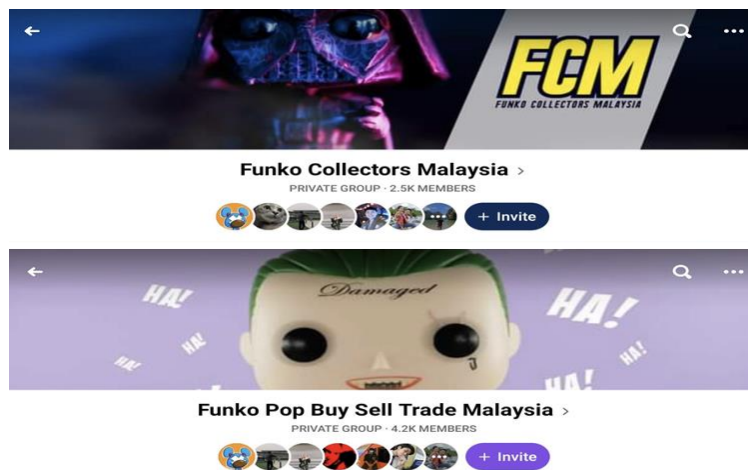 FCM
FUNKO COLLECTORS MALAYSIA
Funko Collectors Malaysia >
PRIVATE GROUP · 2.5K MEMBERS
+ Invite
Damaged
HA!
HA!
HA!
HA!
HA!
HA!
J
Funko Pop Buy Sell Trade Malaysia >
PRIVATE GROUP · 4.2K MEMBERS
+ Invite